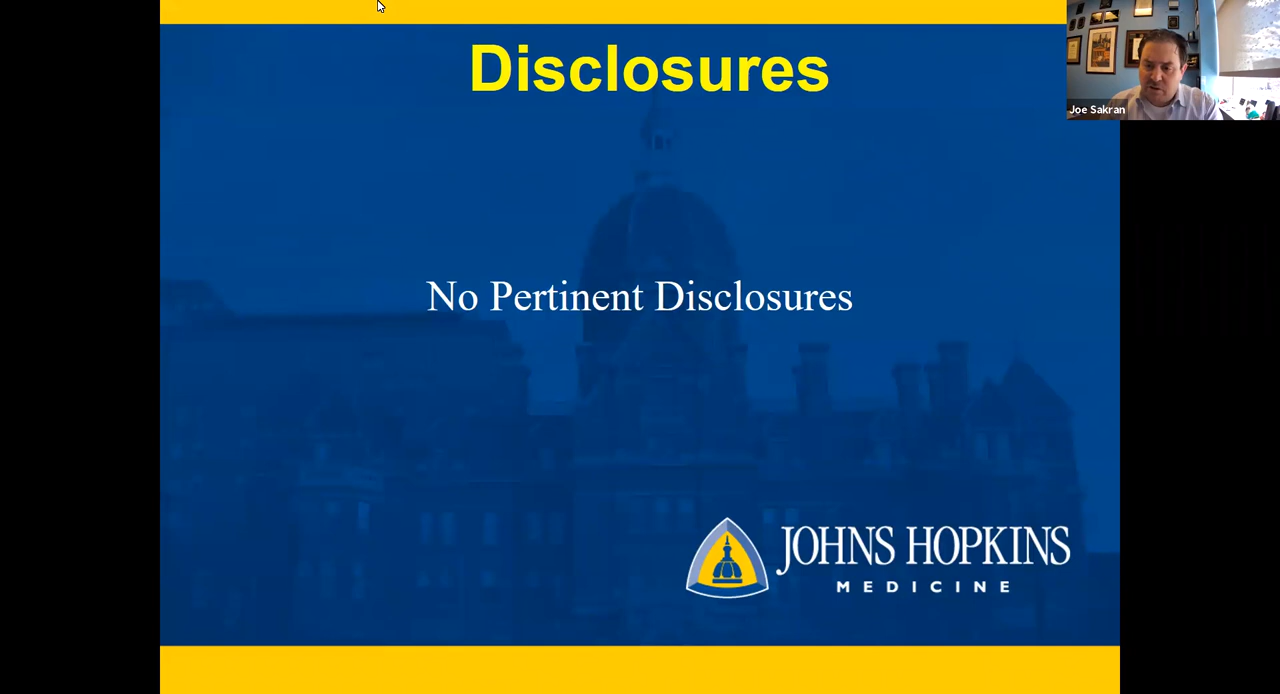 Disclosures
Joe Sakran
No Pertinent Disclosures
JOHNS HOPKINS
MEDICINE